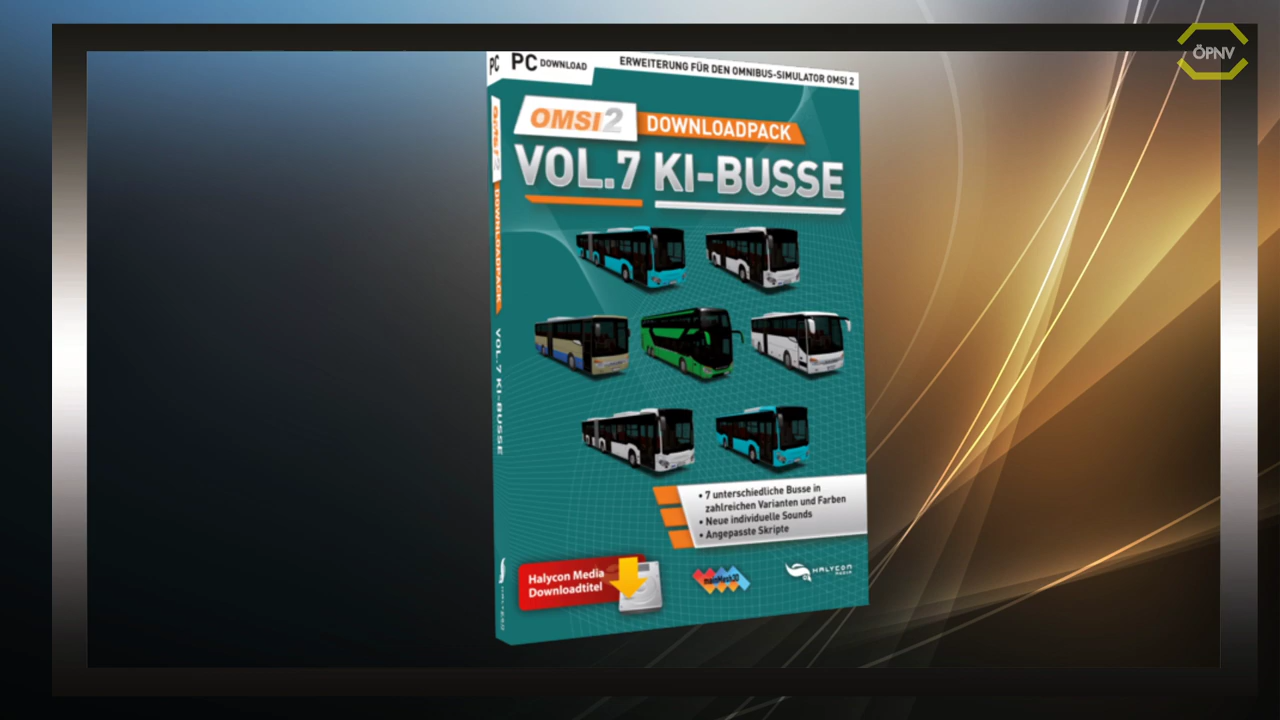 ÖPNV
PC
PC DOWNLOAD
ERWEITERUNG FÜR DEN OMNIBUS-SIMULATOR OMSI 2
OMSI 2
DOWNLOADPACK
VOL.7 KI-BUSSE
OMSI 2 DOWNLOADPACK VOL.7 KI-BUSSE
• 7 unterschiedliche Busse in
zahlreichen Varianten und Farben
• Neue individuelle Sounds
• Angepasste Skripte
Halycon Media
Downloadtitel
mainMesh3D
HALYCON
MEDIA